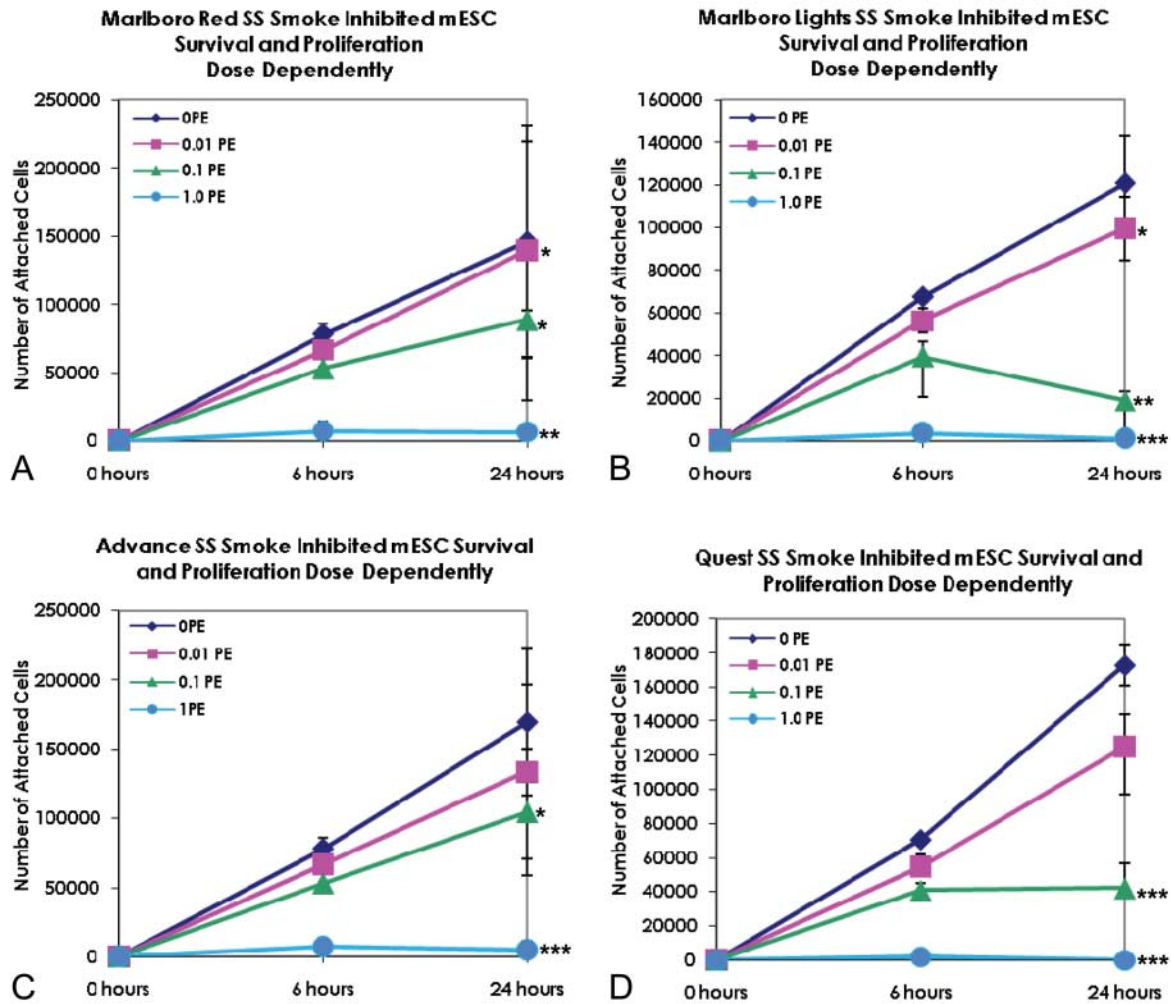 Marlboro Red SS Smoke Inhibited mESC
Survival and Proliferation
Dose Dependently
250000
200000
150000
100000
50000
0
Number of Attached Cells
0PE
0.01 PE
0.1 PE
1.0 PE
*
*
**
0 hours
6 hours
24 hours
A
Marlboro Lights SS Smoke Inhibited mESC
Survival and Proliferation
Dose Dependently
160000
140000
120000
100000
80000
60000
40000
20000
0
Number of Attached Cells
0 PE
0.01 PE
0.1 PE
1.0 PE
*
**
***
0 hours
6 hours
24 hours
B
Advance SS Smoke Inhibited mESC Survival
and Proliferation Dose Dependently
250000
200000
150000
100000
50000
0
Number of Attached Cells
0PE
0.01 PE
0.1 PE
1PE
*
***
0 hours
6 hours
24 hours
C
Quest SS Smoke Inhibited mESC Survival and
Proliferation Dose Dependently
200000
180000
160000
140000
120000
100000
80000
60000
40000
20000
0
Number of Attached Cells
0 PE
0.01 PE
0.1 PE
1.0 PE
***
***
0 hours
6 hours
24 hours
D